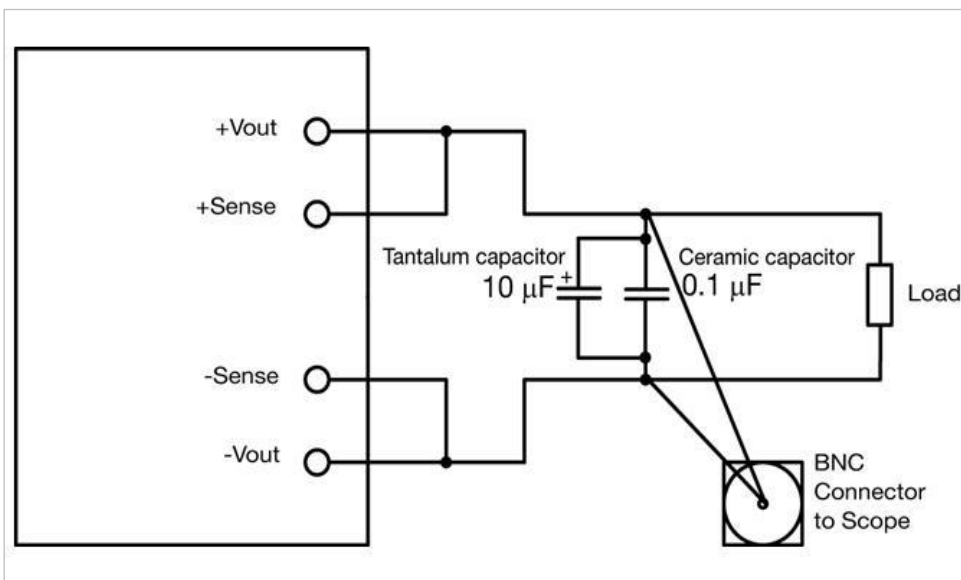 +Vout
+Sense
Tantalum capacitor
10 μF
+
Ceramic capacitor
0.1 μF
Load
-Sense
-Vout
BNC
Connector
to Scope